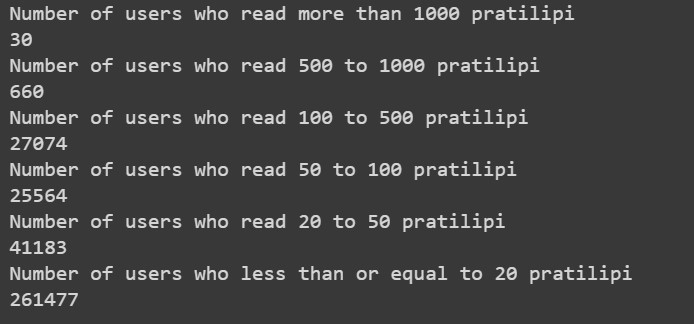 Number of users who read more than 1000 pratilipi
30
Number of users who read 500 to 1000 pratilipi
660
Number of users who read 100 to 500 pratilipi
27074
Number of users who read 50 to 100 pratilipi
25564
Number of users who read 20 to 50 pratilipi
41183
Number of users who less than or equal to 20 pratilipi
261477